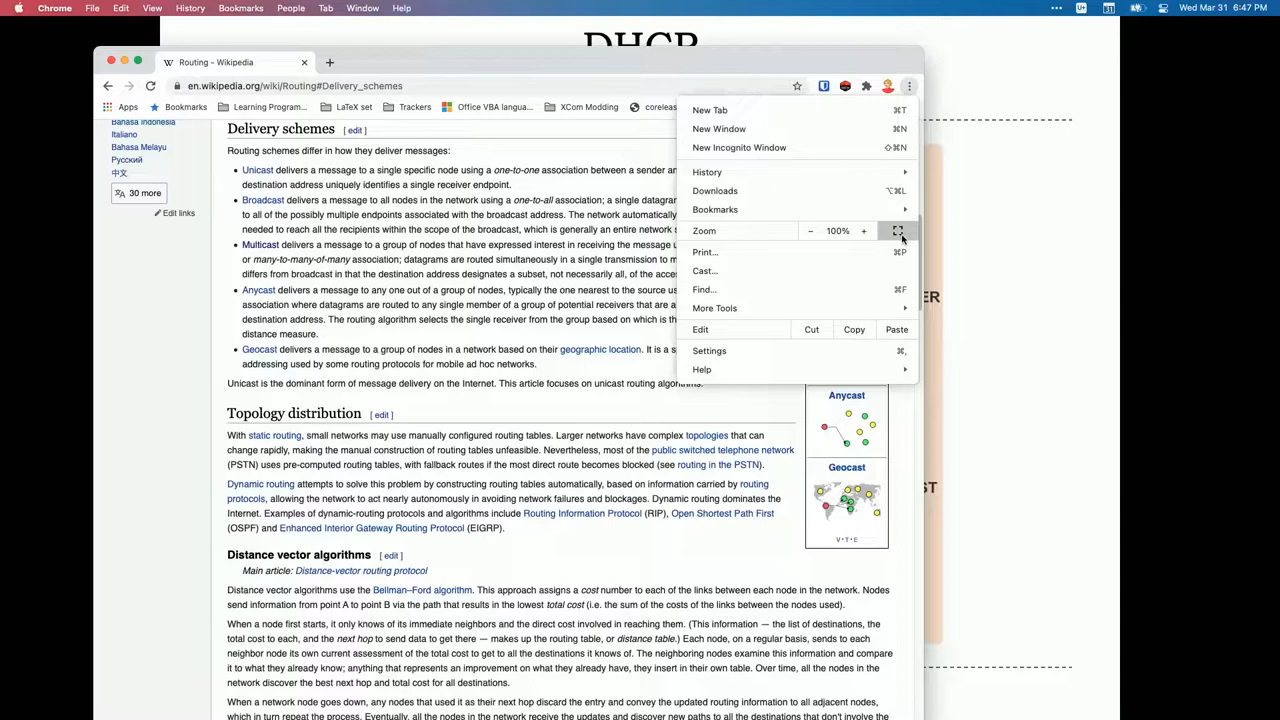 Chrome File Edit View History Bookmarks People Tab Window Help
Wed Mar 31 6:47 PM
DHCP
Routing - Wikipedia
en.wikipedia.org/wiki/Routing#Delivery_schemes
Apps Bookmarks Learning Program... LaTeX set Trackers Office VBA langua... XCom Modding coreleas
Bahasa Indonesia
Italiano
Bahasa Melayu
Русский
中文
30 more
Edit links
Delivery schemes [ edit ]
Routing schemes differ in how they deliver messages:
Unicast delivers a message to a single specific node using a one-to-one association between a sender an
destination address uniquely identifies a single receiver endpoint.
Broadcast delivers a message to all nodes in the network using a one-to-all association; a single datagra
to all of the possibly multiple endpoints associated with the broadcast address. The network automatically
needed to reach all the recipients within the scope of the broadcast, which is generally an entire network s
Multicast delivers a message to a group of nodes that have expressed interest in receiving the message u
or many-to-many-of-many association; datagrams are routed simultaneously in a single transmission to m
differs from broadcast in that the destination address designates a subset, not necessarily all, of the acces
Anycast delivers a message to any one out of a group of nodes, typically the one nearest to the source us
association where datagrams are routed to any single member of a group of potential receivers that are a
destination address. The routing algorithm selects the single receiver from the group based on which is th
distance measure.
Geocast delivers a message to a group of nodes in a network based on their geographic location. It is a s
addressing used by some routing protocols for mobile ad hoc networks.
Unicast is the dominant form of message delivery on the Internet. This article focuses on unicast routing algorithms.
Topology distribution [ edit ]
With static routing, small networks may use manually configured routing tables. Larger networks have complex topologies that can
change rapidly, making the manual construction of routing tables unfeasible. Nevertheless, most of the public switched telephone network
(PSTN) uses pre-computed routing tables, with fallback routes if the most direct route becomes blocked (see routing in the PSTN).
Dynamic routing attempts to solve this problem by constructing routing tables automatically, based on information carried by routing
protocols, allowing the network to act nearly autonomously in avoiding network failures and blockages. Dynamic routing dominates the
Internet. Examples of dynamic-routing protocols and algorithms include Routing Information Protocol (RIP), Open Shortest Path First
(OSPF) and Enhanced Interior Gateway Routing Protocol (EIGRP).
Distance vector algorithms [ edit ]
Main article: Distance-vector routing protocol
Distance vector algorithms use the Bellman–Ford algorithm. This approach assigns a cost number to each of the links between each node in the network. Nodes
send information from point A to point B via the path that results in the lowest total cost (i.e. the sum of the costs of the links between the nodes used).
When a node first starts, it only knows of its immediate neighbors and the direct cost involved in reaching them. (This information — the list of destinations, the
total cost to each, and the next hop to send data to get there — makes up the routing table, or distance table.) Each node, on a regular basis, sends to each
neighbor node its own current assessment of the total cost to get to all the destinations it knows of. The neighboring nodes examine this information and compare
it to what they already know; anything that represents an improvement on what they already have, they insert in their own table. Over time, all the nodes in the
network discover the best next hop and total cost for all destinations.
When a network node goes down, any nodes that used it as their next hop discard the entry and convey the updated routing information to all adjacent nodes,
which in turn repeat the process. Eventually, all the nodes in the network receive the updates and discover new paths to all the destinations that don't involve the
New Tab ⌘T
New Window ⌘N
New Incognito Window ⇧⌘N
History
Downloads ⌥⌘L
Bookmarks
Zoom − 100% +
Print... ⌘P
Cast...
Find... ⌘F
More Tools
Edit Cut Copy Paste
Settings ⌘,
Help
Anycast
Geocast
V·T·E
ER
ST